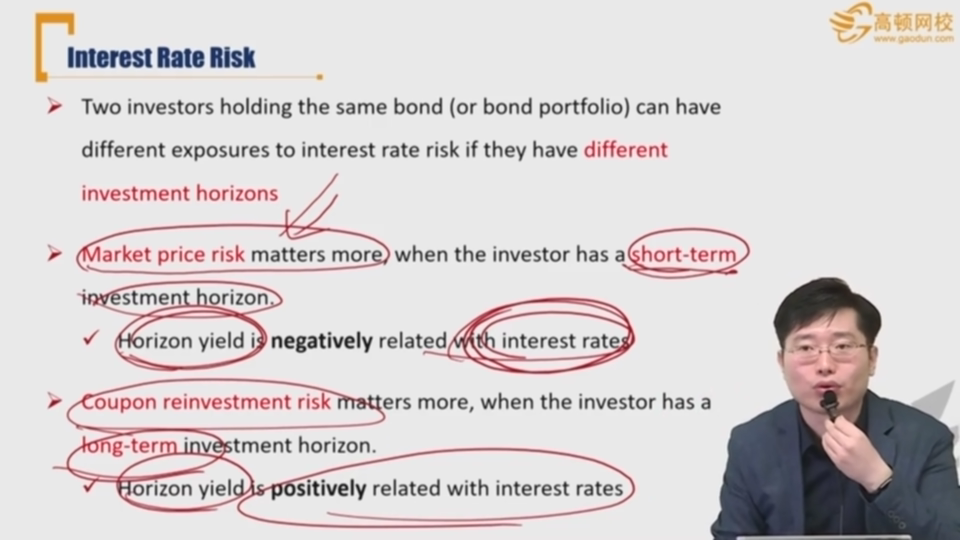 高顿网校
www.gaodun.com
Interest Rate Risk
Two investors holding the same bond (or bond portfolio) can have
different exposures to interest rate risk if they have different
investment horizons
Market price risk matters more, when the investor has a short-term
investment horizon.
Horizon yield is negatively related with interest rates
Coupon reinvestment risk matters more, when the investor has a
long-term investment horizon.
Horizon yield is positively related with interest rates